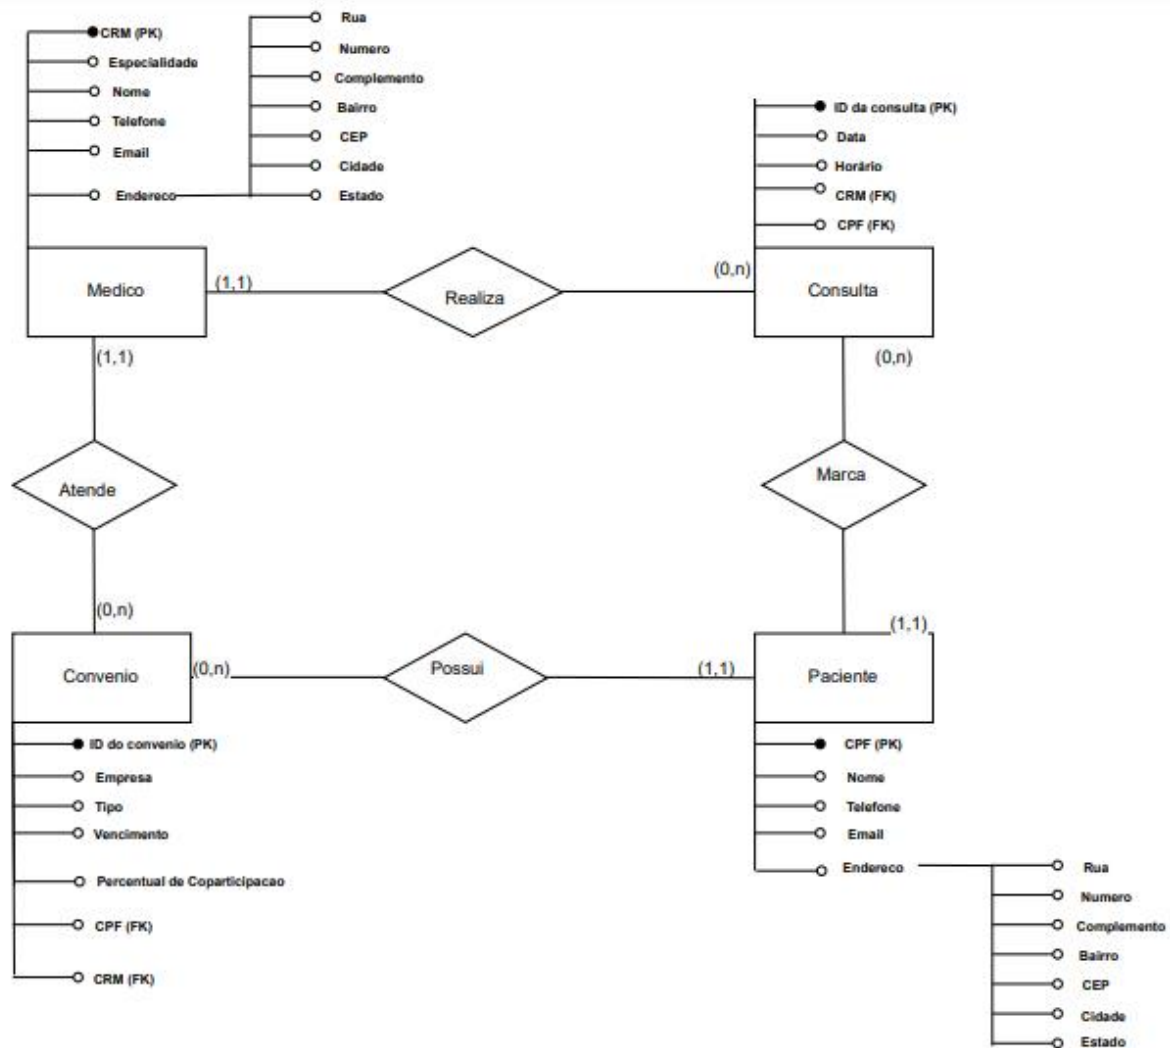 CRM (PK)
Especialidade
Nome
Telefone
Email
Endereco
Rua
Numero
Complemento
Bairro
CEP
Cidade
Estado
ID da consulta (PK)
Data
Horário
CRM (FK)
CPF (FK)
Medico
(1,1)
Realiza
(0,n)
Consulta
(1,1)
(0,n)
Atende
Marca
(0,n)
(1,1)
Convenio
(0,n)
Possui
(1,1)
Paciente
ID do convenio (PK)
Empresa
Tipo
Vencimento
Percentual de Coparticipacao
CPF (FK)
CRM (FK)
CPF (PK)
Nome
Telefone
Email
Endereco
Rua
Numero
Complemento
Bairro
CEP
Cidade
Estado